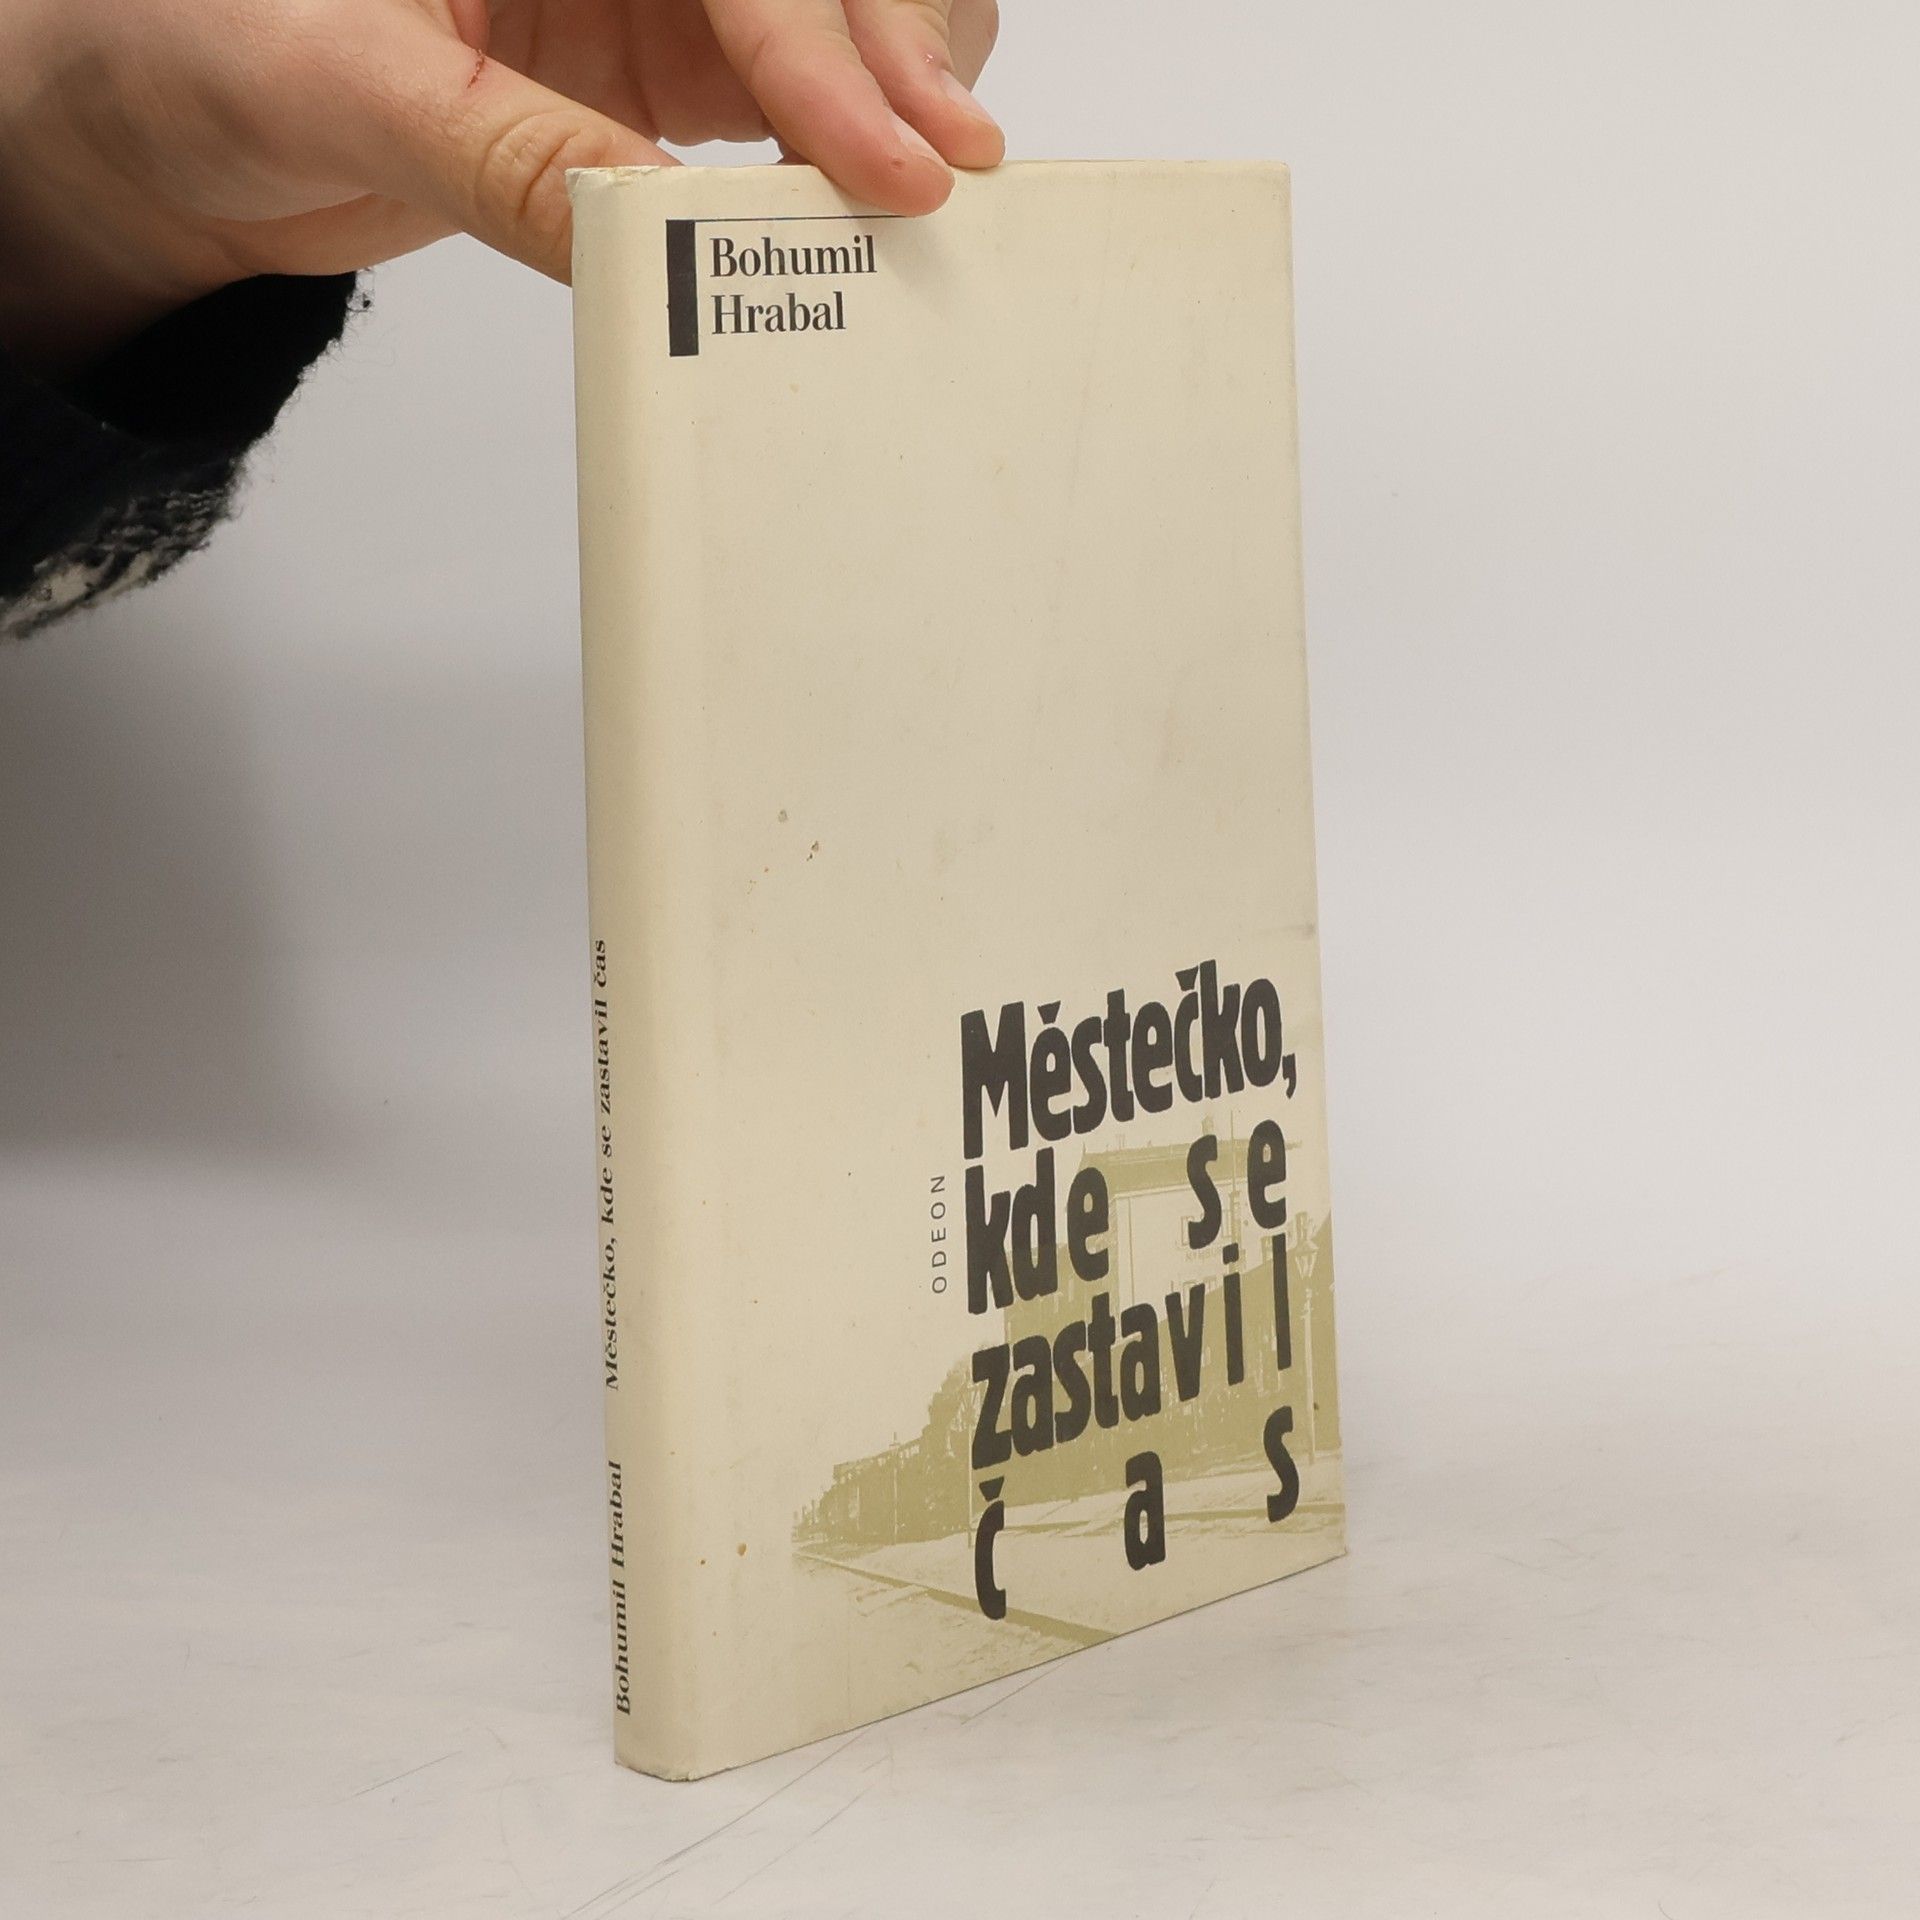 Bohumil
Hrabal
Městečko,
kde se
zastavil
čas
ODEON
Bohumil Hrabal Městečko, kde se zastavil čas